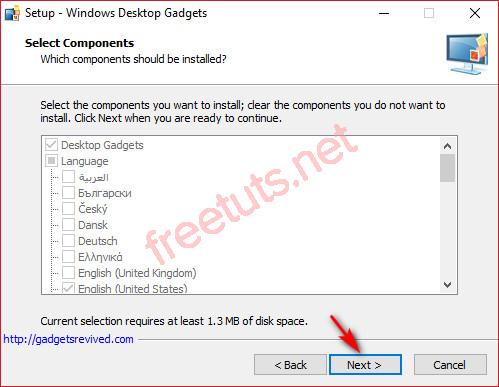 Setup - Windows Desktop Gadgets
Select Components
Which components should be installed?
Select the components you want to install; clear the components you do not want to
install. Click Next when you are ready to continue.
Desktop Gadgets
Language
العربية
Български
Český
Dansk
Deutsch
Ελληνικά
English (United Kingdom)
English (United States)
freetuts.net
Current selection requires at least 1.3 MB of disk space.
http://gadgetsrevived.com
< Back
Next >
Cancel